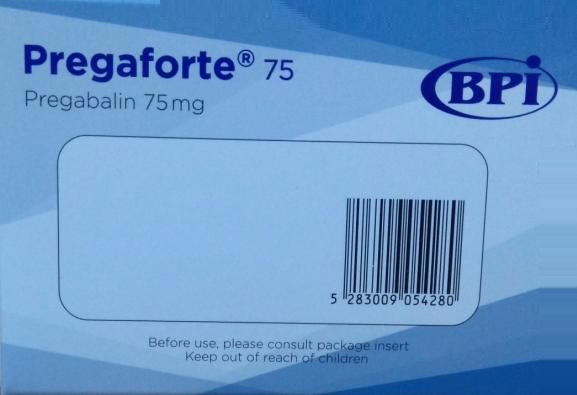 Pregaforte® 75
Pregabalin 75mg
BPI
5 283009 054280
Before use, please consult package insert
Keep out of reach of children